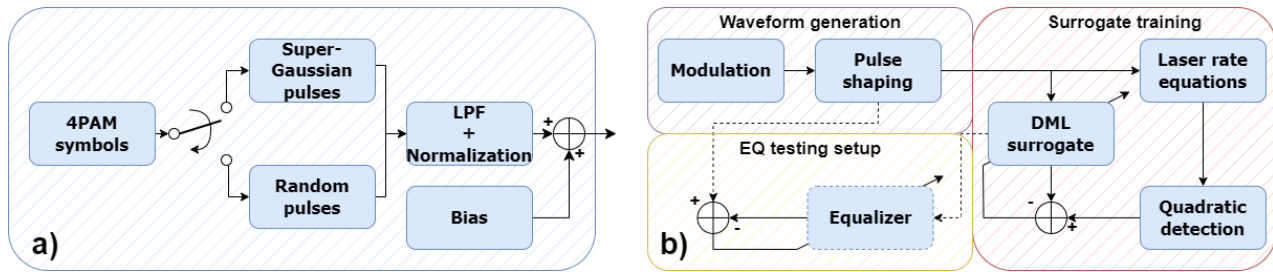 4PAM
symbols
Super-
Gaussian
pulses
Random
pulses
LPF
+
Normalization
Bias
+
+
a)
Waveform generation
Modulation
Pulse
shaping
Surrogate training
Laser rate
equations
DML
surrogate
Quadratic
detection
-
+
EQ testing setup
Equalizer
+
-
b)